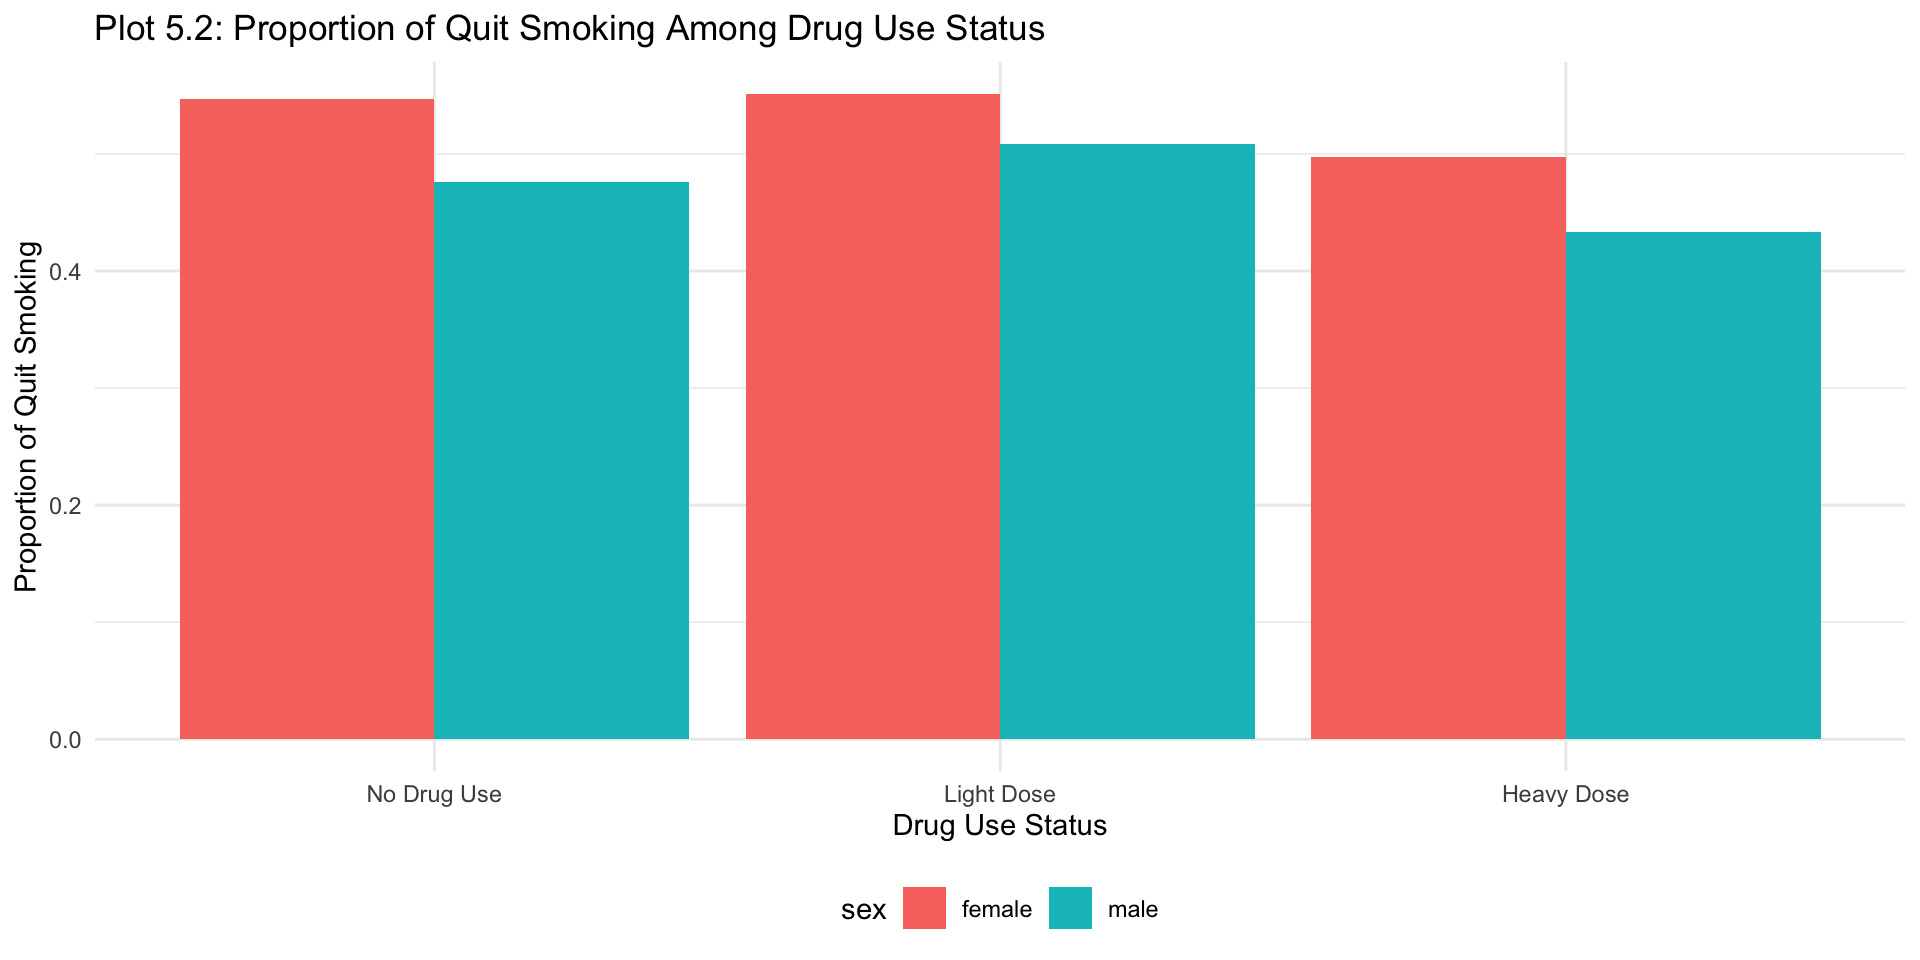 Plot 5.2: Proportion of Quit Smoking Among Drug Use Status
Proportion of Quit Smoking
0.4
0.2
0.0
No Drug Use Light Dose Heavy Dose
Drug Use Status
sex female male